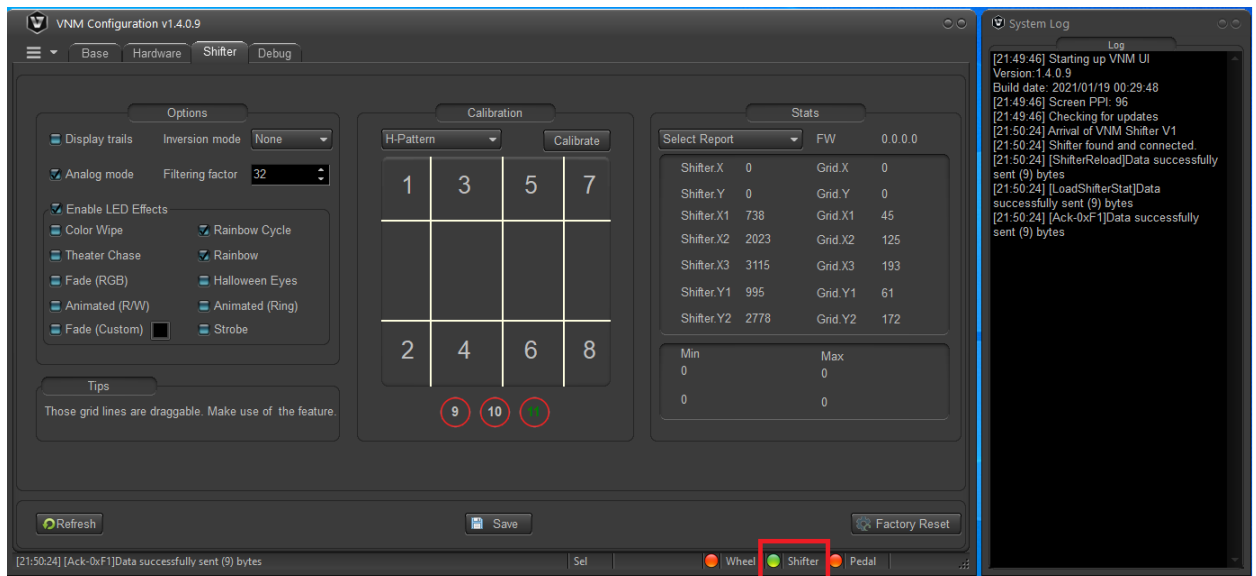 VNM Configuration v1.4.0.9
Base Hardware Shifter Debug
Options
Display trails Inversion mode None
Analog mode Filtering factor 32
Enable LED Effects
Color Wipe Rainbow Cycle
Theater Chase Rainbow
Fade (RGB) Halloween Eyes
Animated (R/W) Animated (Ring)
Fade (Custom) Strobe
Tips
Those grid lines are draggable. Make use of the feature.
Calibration
H-Pattern Calibrate
1 3 5 7
2 4 6 8
9 10 11
Stats
Select Report FW 0.0.0.0
Shifter.X 0 Grid.X 0
Shifter.Y 0 Grid.Y 0
Shifter.X1 738 Grid.X1 45
Shifter.X2 2023 Grid.X2 125
Shifter.X3 3115 Grid.X3 193
Shifter.Y1 995 Grid.Y1 61
Shifter.Y2 2778 Grid.Y2 172
Min Max
0 0
0 0
Refresh Save Factory Reset
[21:50:24] [Ack-0xF1]Data successfully sent (9) bytes Sel Wheel Shifter Pedal
System Log
Log
[21:49:46] Starting up VNM UI
Version:1.4.0.9
Build date: 2021/01/19 00:29:48
[21:49:46] Screen PPI: 96
[21:49:46] Checking for updates
[21:50:24] Arrival of VNM Shifter V1
[21:50:24] Shifter found and connected.
[21:50:24] [ShifterReload]Data successfully
sent (9) bytes
[21:50:24] [LoadShifterStat]Data
successfully sent (9) bytes
[21:50:24] [Ack-0xF1]Data successfully
sent (9) bytes